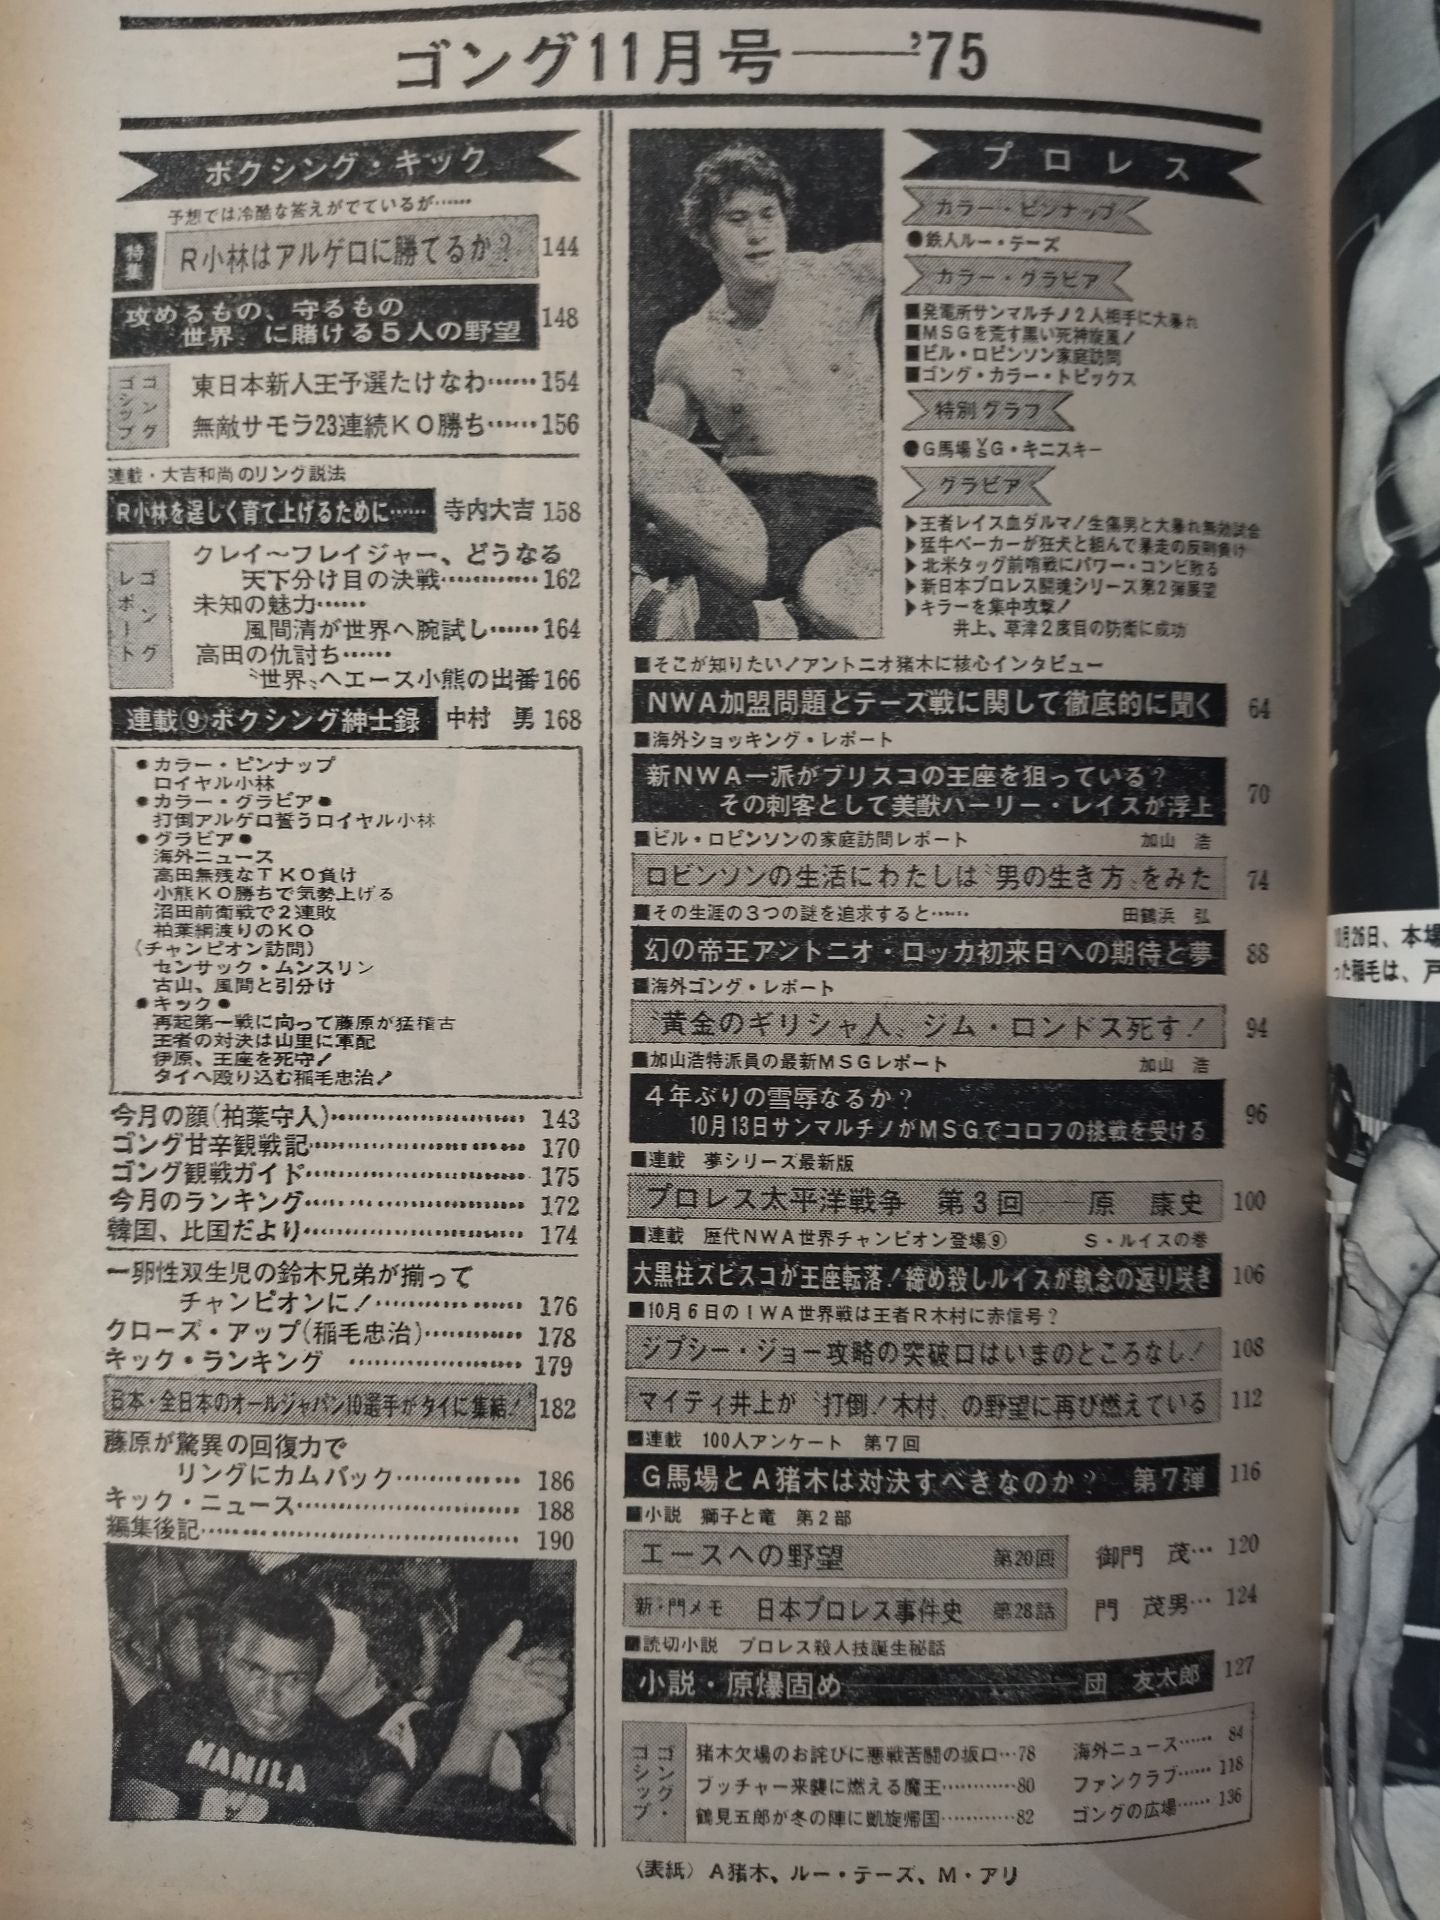 ゴング11月号――'75
ボクシング・キック
予想では冷酷な答えがでているが……
特集
R小林はアルゲロに勝てるか? 144
攻めるもの、守るもの
世界〟に賭ける5人の野望 148
ゴング
ゴシップ
東日本新人王予選たけなわ……154
無敵サモラ23連続KO勝ち……156
連載・大吉和尚のリング説法
R小林を逞しく育て上げるために…… 寺内大吉 158
ゴング
レポート
クレイ〜フレイジャー、どうなる
天下分け目の決戦…………162
未知の魅力……
風間清が世界へ腕試し……164
高田の仇討ち……
〝世界〟へエース小熊の出番 166
連載⑨ボクシング紳士録 中村 勇 168
●カラー・ピンナップ
ロイヤル小林
●カラー・グラビア●
打倒アルゲロ誓うロイヤル小林
●グラビア●
海外ニュース
高田無残なTKO負け
小熊KO勝ちで気勢上げる
沼田前衛戦で2連敗
柏葉綱渡りのKO
〈チャンピオン訪問〉
センサック・ムンスリン
古山、風間と引分け
●キック●
再起第一戦に向って藤原が猛稽古
王者の対決は山里に軍配
伊原、王座を死守!
タイへ殴り込む稲毛忠治!
今月の顔(柏葉守人)……………… 143
ゴング甘辛観戦記……………… 170
ゴング観戦ガイド……………… 175
今月のランキング……………… 172
韓国、比国だより……………… 174
一卵性双生児の鈴木兄弟が揃って
チャンピオンに!…………… 176
クローズ・アップ(稲毛忠治)………… 178
キック・ランキング …………… 179
日本・全日本のオールジャパン10選手がタイに集結! 182
藤原が驚異の回復力で
リングにカムバック………… 186
キック・ニュース……………… 188
編集後記…………………… 190
MANILA
プロレス
カラー・ピンナップ
●鉄人ルー・テーズ
カラー・グラビア
■発電所サンマルチノ2人相手に大暴れ
■MSGを荒す黒い死神旋風!
■ビル・ロビンソン家庭訪問
■ゴング・カラー・トピックス
特別グラフ
●G馬場VSG・キニスキー
グラビア
▶王者レイス血ダルマ!生傷男と大暴れ無効試合
▶猛牛ベーカーが狂犬と組んで暴走の反則負け
▶北米タッグ前哨戦にパワー・コンビ敗る
▶新日本プロレス闘魂シリーズ第2弾展望
▶キラーを集中攻撃!
井上、草津2度目の防衛に成功
■そこが知りたい!アントニオ猪木に核心インタビュー
NWA加盟問題とテーズ戦に関して徹底的に聞く 64
■海外ショッキング・レポート
新NWA一派がブリスコの王座を狙っている?
その刺客として美獣ハーリー・レイスが浮上 70
■ビル・ロビンソンの家庭訪問レポート 加山 浩
ロビンソンの生活にわたしは〝男の生き方〟をみた 74
■その生涯の3つの謎を追求すると…… 田鶴浜 弘
幻の帝王アントニオ・ロッカ初来日への期待と夢 88
■海外ゴング・レポート
〝黄金のギリシャ人、ジム・ロンドス死す! 94
■加山浩特派員の最新MSGレポート 加山 浩
4年ぶりの雪辱なるか?
10月13日サンマルチノがMSGでコロフの挑戦を受ける 96
■連載 夢シリーズ最新版
プロレス太平洋戦争 第3回――原 康史 100
■連載 歴代NWA世界チャンピオン登場⑨ S・ルイスの巻
大黒柱ズビスコが王座転落!締め殺しルイスが執念の返り咲き 106
■10月6日のIWA世界戦は王者R木村に赤信号?
ジプシー・ジョー攻略の突破口はいまのところなし! 108
マイティ井上が〝打倒!木村〟の野望に再び燃えている 112
■連載 100人アンケート 第7回
G馬場とA猪木は対決すべきなのか? 第7弾 116
■小説 獅子と竜 第2部
エースへの野望 第20回 御門 茂… 120
新・門メモ 日本プロレス事件史 第28話 門 茂男… 124
■読切小説 プロレス殺人技誕生秘話
小説・原爆固め――――団 友太郎 127
ゴング・
ゴシップ
猪木欠場のお詫びに悪戦苦闘の坂口…78
ブッチャー来襲に燃える魔王…………80
鶴見五郎が冬の陣に凱旋帰国…………82
海外ニュース…… 84
ファンクラブ…… 118
ゴングの広場…… 136
〈表紙〉A猪木、ルー・テーズ、M・アリ
10月26日、本場
った稲毛は、戸